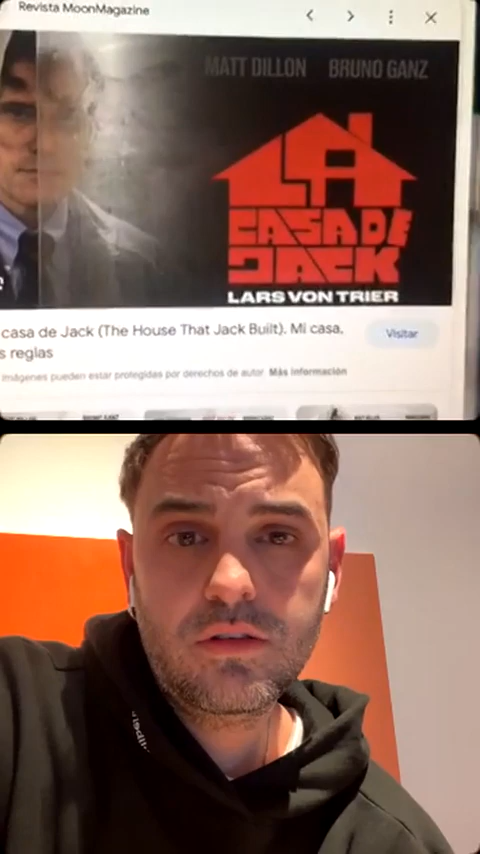 Revista MoonMagazine
MATT DILLON BRUNO GANZ
LA
CASA DE
JACK
LARS VON TRIER
casa de Jack (The House That Jack Built). Mi casa,
s reglas
Visitar
imágenes pueden estar protegidas por derechos de autor. Más información